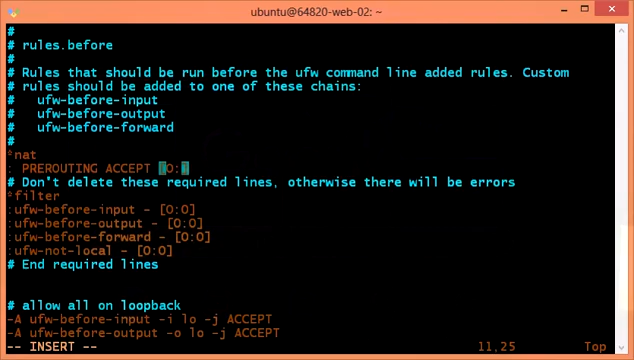 ubuntu@64820-web-02: ~
#
# rules.before
#
# Rules that should be run before the ufw command line added rules. Custom
# rules should be added to one of these chains:
#   ufw-before-input
#   ufw-before-output
#   ufw-before-forward
#
*nat
: PREROUTING ACCEPT [0:]
# Don't delete these required lines, otherwise there will be errors
*filter
:ufw-before-input - [0:0]
:ufw-before-output - [0:0]
:ufw-before-forward - [0:0]
:ufw-not-local - [0:0]
# End required lines
# allow all on loopback
-A ufw-before-input -i lo -j ACCEPT
-A ufw-before-output -o lo -j ACCEPT
-- INSERT -- 11,25 Top